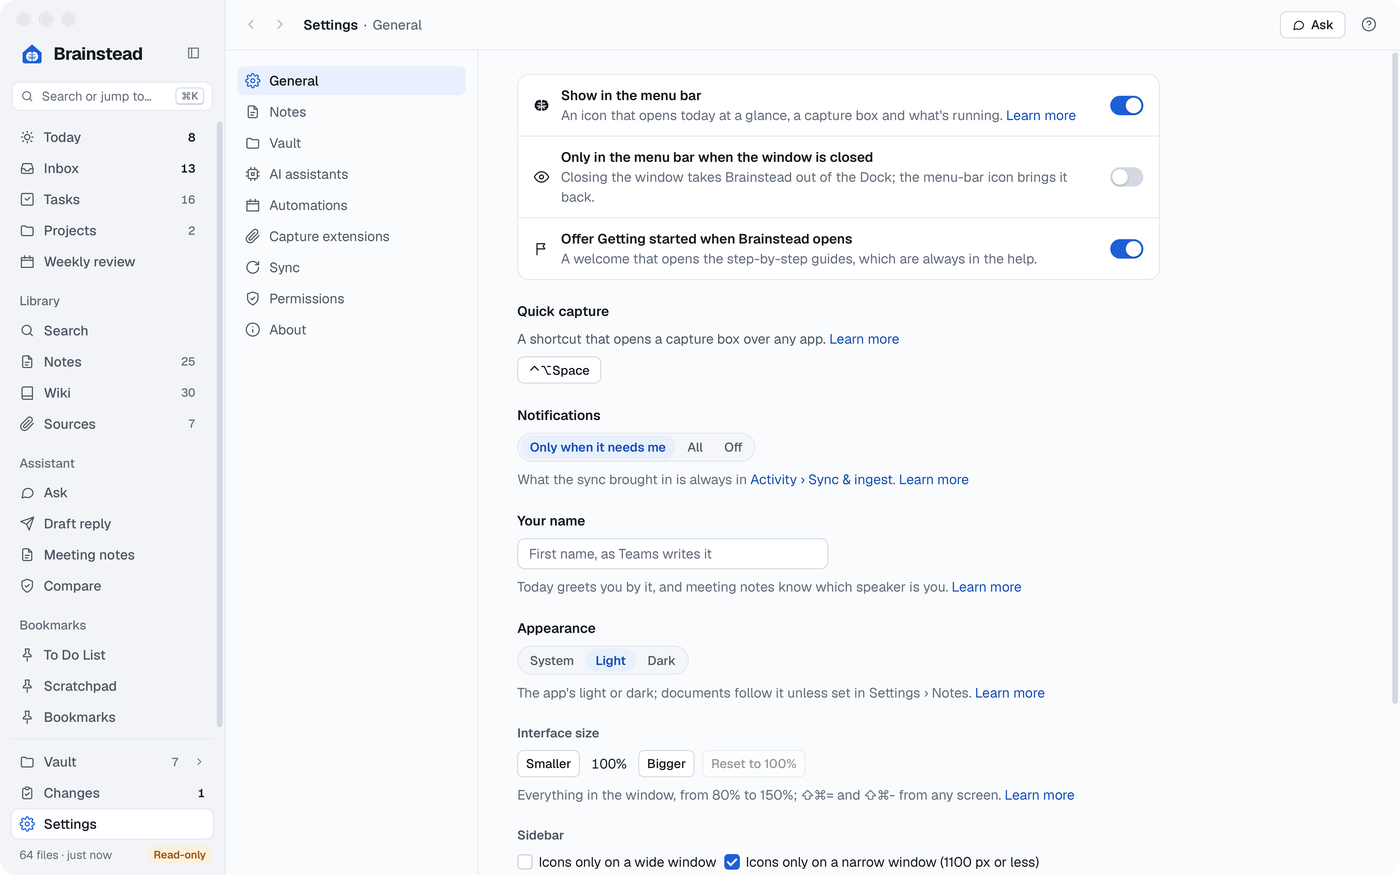 Brainstead
Search or jump to... ⌘K
Today 8
Inbox 13
Tasks 16
Projects 2
Weekly review
Library
Search
Notes 25
Wiki 30
Sources 7
Assistant
Ask
Draft reply
Meeting notes
Compare
Bookmarks
To Do List
Scratchpad
Bookmarks
Vault 7
Changes 1
Settings
64 files · just now Read-only
Settings · General
Ask
General
Notes
Vault
AI assistants
Automations
Capture extensions
Sync
Permissions
About
Show in the menu bar
An icon that opens today at a glance, a capture box and what's running. Learn more
Only in the menu bar when the window is closed
Closing the window takes Brainstead out of the Dock; the menu-bar icon brings it
back.
Offer Getting started when Brainstead opens
A welcome that opens the step-by-step guides, which are always in the help.
Quick capture
A shortcut that opens a capture box over any app. Learn more
⌃⌥Space
Notifications
Only when it needs me All Off
What the sync brought in is always in Activity › Sync & ingest. Learn more
Your name
First name, as Teams writes it
Today greets you by it, and meeting notes know which speaker is you. Learn more
Appearance
System Light Dark
The app's light or dark; documents follow it unless set in Settings › Notes. Learn more
Interface size
Smaller 100% Bigger Reset to 100%
Everything in the window, from 80% to 150%; ⇧⌘= and ⇧⌘- from any screen. Learn more
Sidebar
Icons only on a wide window Icons only on a narrow window (1100 px or less)